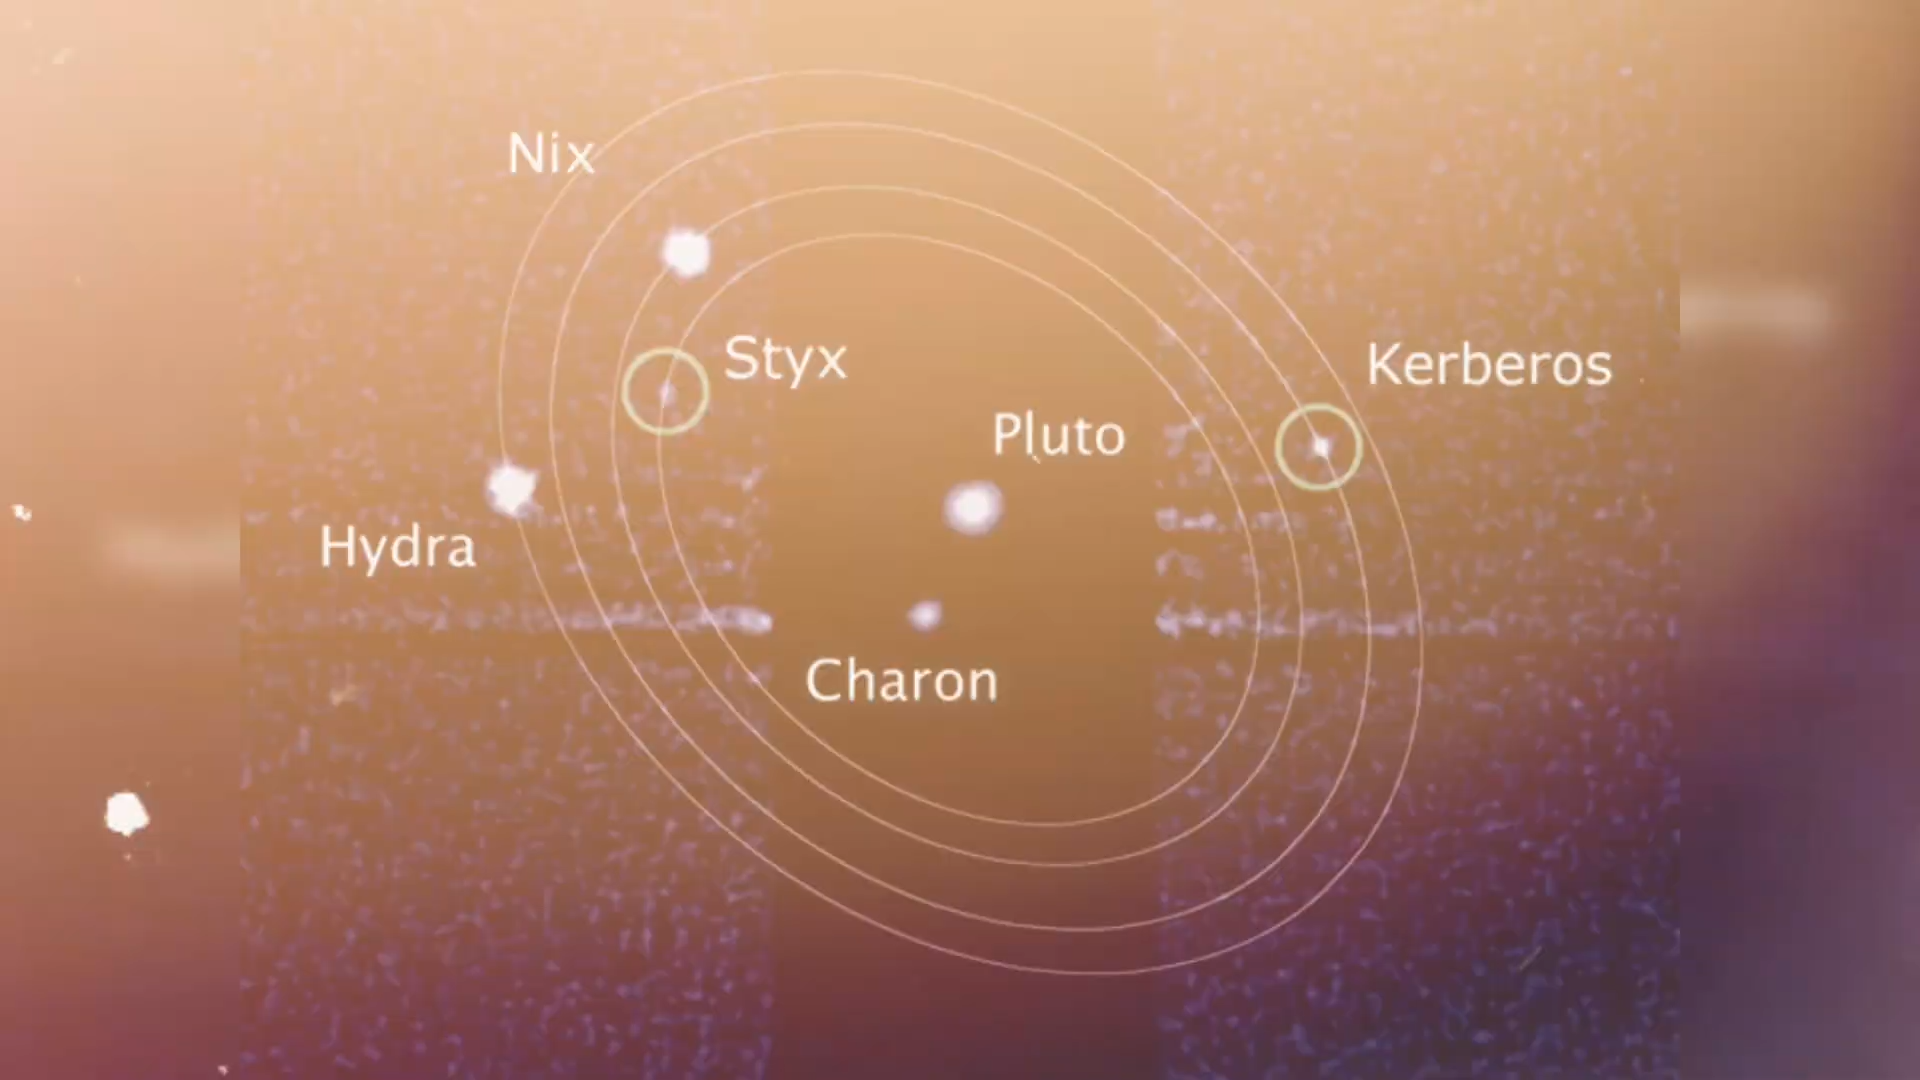 Nix
Styx
Kerberos
Pluto
Hydra
Charon